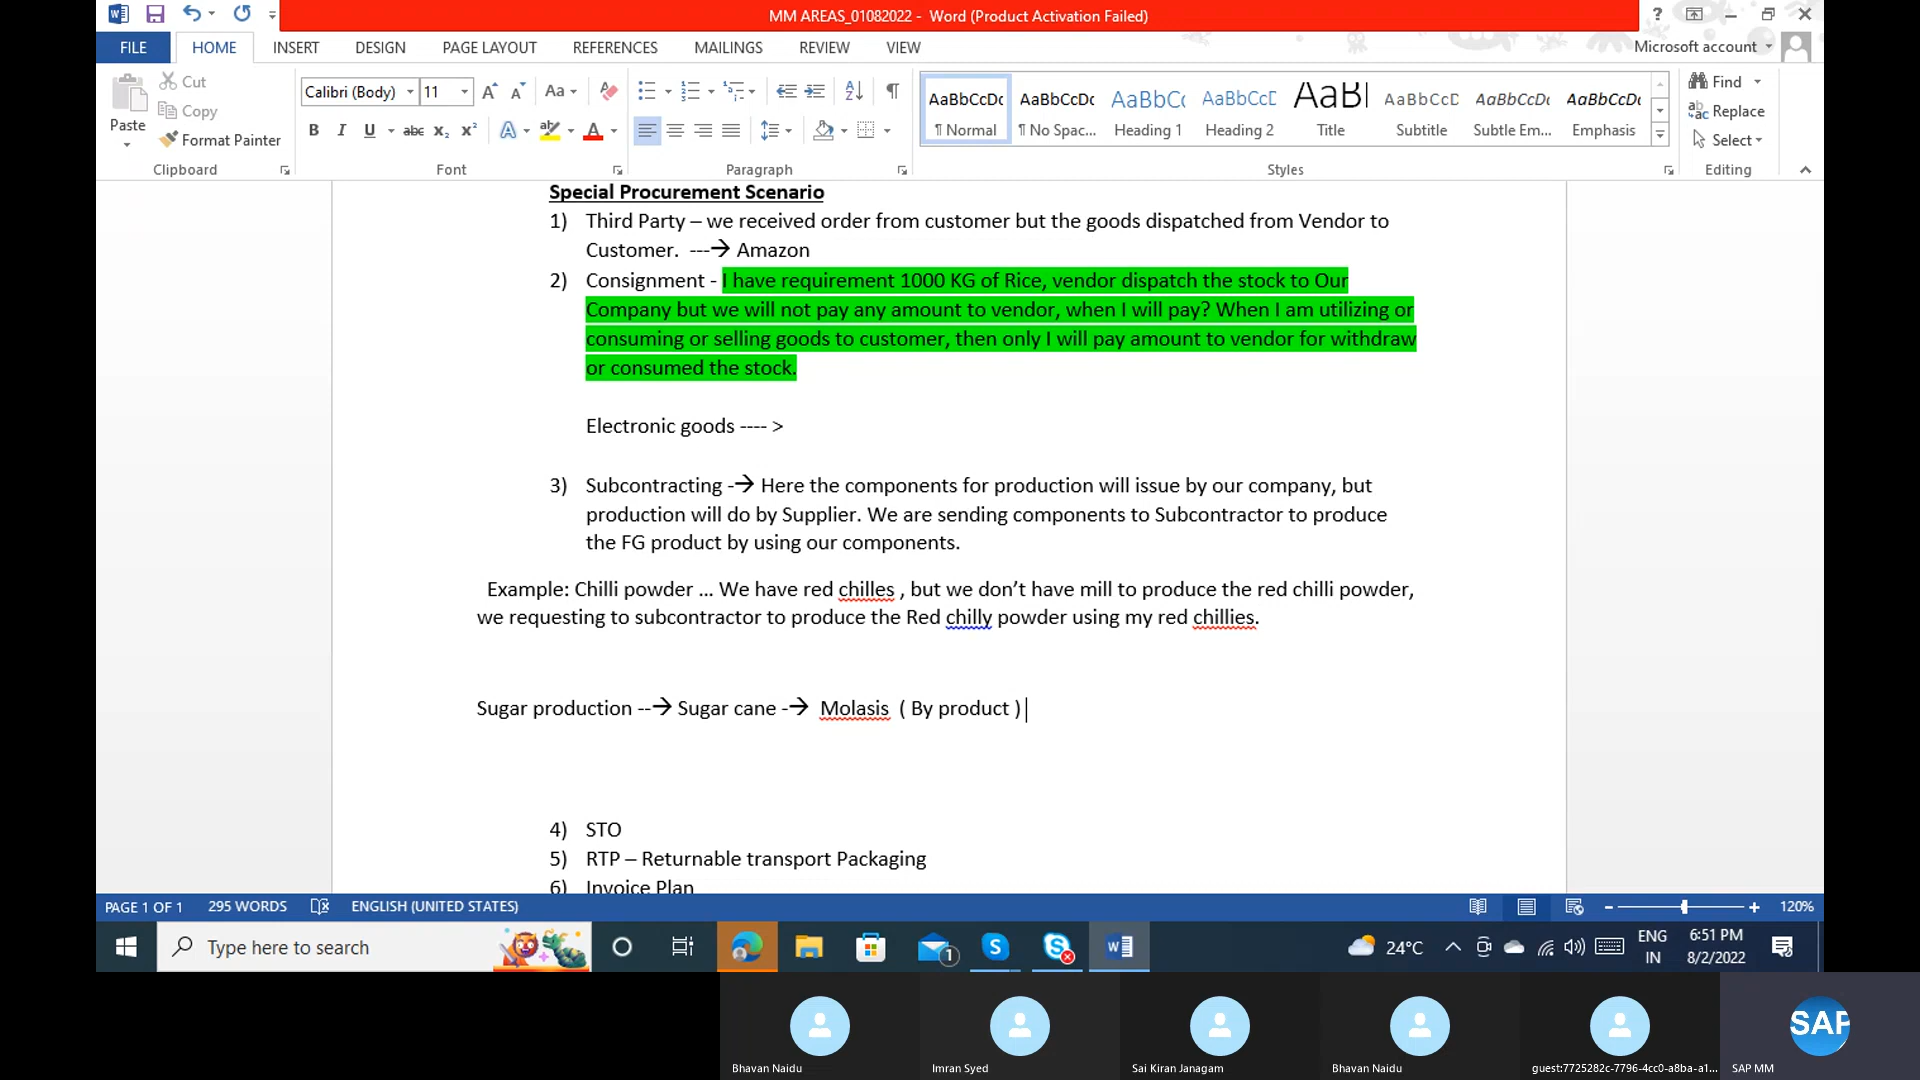 MM AREAS_01082022 - Word (Product Activation Failed)
FILE HOME INSERT DESIGN PAGE LAYOUT REFERENCES MAILINGS REVIEW VIEW Microsoft account
Paste Cut Copy Format Painter Clipboard
Calibri (Body) 11 Font
Paragraph
AaBbCcDc AaBbCcDc AaBbCc AaBbCcD AaB AaBbCcD AaBbCcDc AaBbCcDc
¶ Normal ¶ No Spac... Heading 1 Heading 2 Title Subtitle Subtle Em... Emphasis
Styles
Find Replace Select Editing
Special Procurement Scenario
1) Third Party – we received order from customer but the goods dispatched from Vendor to
Customer. ---→ Amazon
2) Consignment - I have requirement 1000 KG of Rice, vendor dispatch the stock to Our
Company but we will not pay any amount to vendor, when I will pay? When I am utilizing or
consuming or selling goods to customer, then only I will pay amount to vendor for withdraw
or consumed the stock.
Electronic goods ---- >
3) Subcontracting -→ Here the components for production will issue by our company, but
production will do by Supplier. We are sending components to Subcontractor to produce
the FG product by using our components.
Example: Chilli powder ... We have red chilles , but we don’t have mill to produce the red chilli powder,
we requesting to subcontractor to produce the Red chilly powder using my red chillies.
Sugar production --→ Sugar cane -→ Molasis ( By product )
4) STO
5) RTP – Returnable transport Packaging
6) Invoice Plan
PAGE 1 OF 1 295 WORDS ENGLISH (UNITED STATES) 120%
Type here to search 1 24°C ENG IN 6:51 PM 8/2/2022
SAP
Bhavan Naidu Imran Syed Sai Kiran Janagam Bhavan Naidu guest:7725282c-7796-4cc0-a8ba-a1... SAP MM